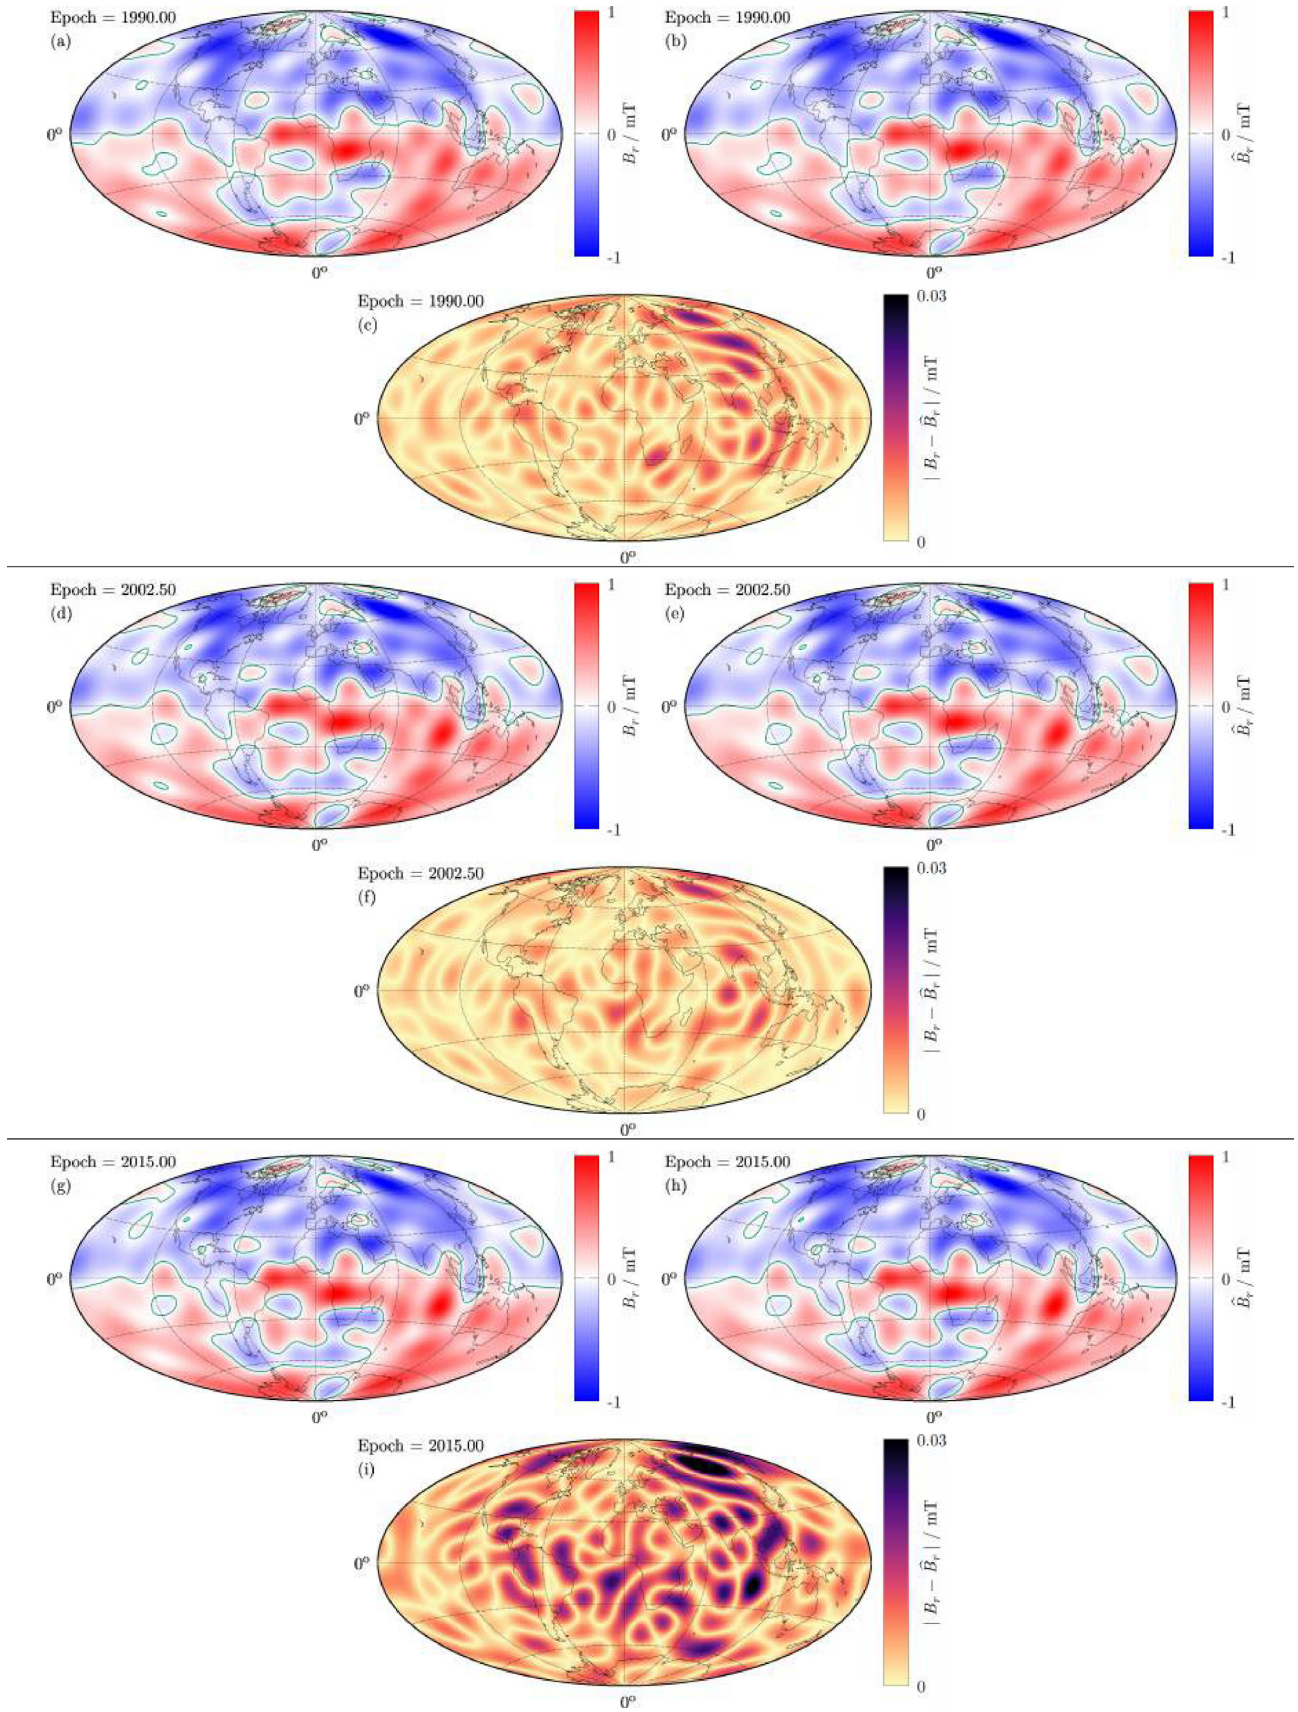 Epoch = 1990.00
(a)
0°
0°
1
0
-1
B_r / mT
Epoch = 1990.00
(b)
0°
1
0
-1
B̂_r / mT
Epoch = 1990.00
(c)
0°
0°
0.03
0
| B_r − B̂_r | / mT
Epoch = 2002.50
(d)
0°
0°
1
0
-1
B_r / mT
Epoch = 2002.50
(e)
0°
1
0
-1
B̂_r / mT
Epoch = 2002.50
(f)
0°
0°
0.03
0
| B_r − B̂_r | / mT
Epoch = 2015.00
(g)
0°
0°
1
0
-1
B_r / mT
Epoch = 2015.00
(h)
0°
1
0
-1
B̂_r / mT
Epoch = 2015.00
(i)
0°
0°
0.03
0
| B_r − B̂_r | / mT